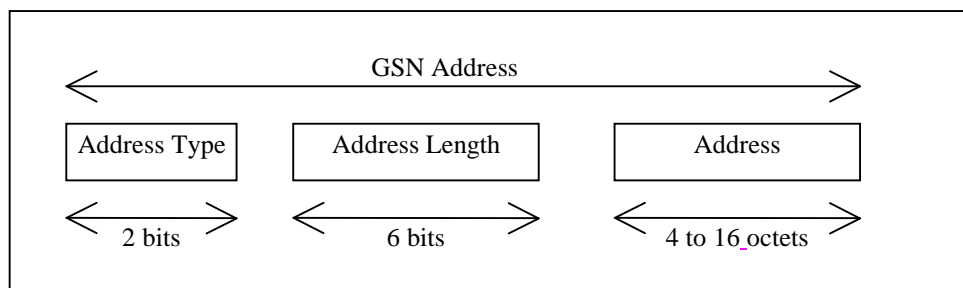 GSN Address
Address Type Address Length Address
2 bits 6 bits 4 to 16 octets